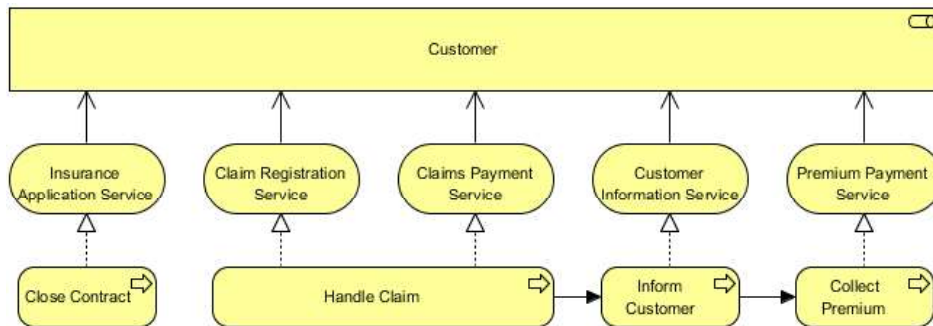 Customer
Insurance
Application Service
Claim Registration
Service
Claims Payment
Service
Customer
Information Service
Premium Payment
Service
Close Contract
Handle Claim
Inform
Customer
Collect
Premium